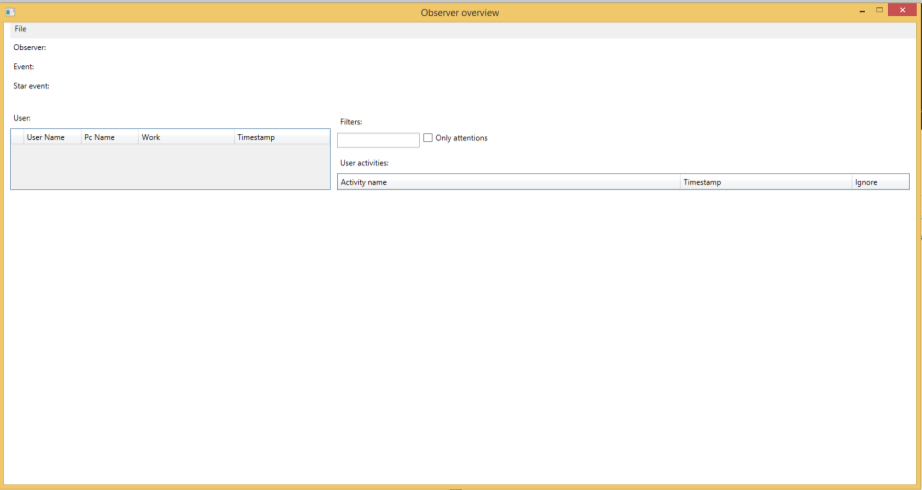 Observer overview
File
Observer:
Event:
Star event:
User:
User Name Pc Name Work Timestamp
Filters:
Only attentions
User activities:
Activity name Timestamp Ignore